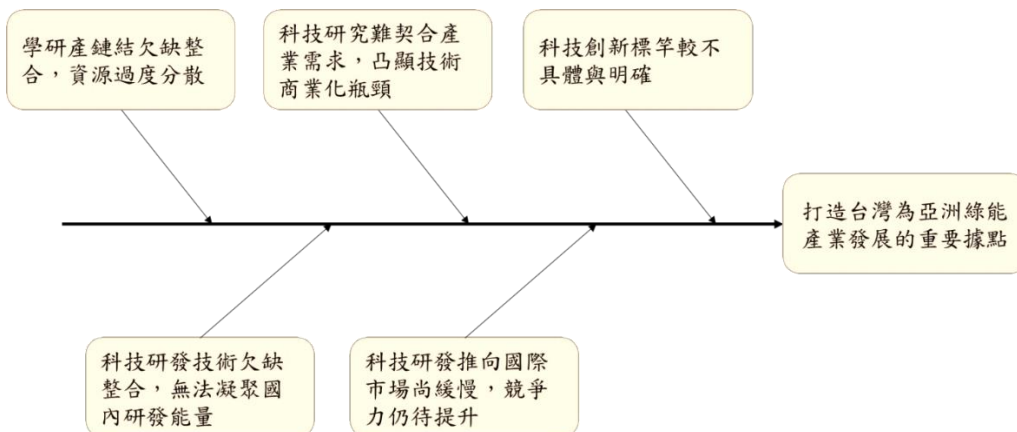 學研產鏈結欠缺整
合，資源過度分散
科技研究難契合產
業需求，凸顯技術
商業化瓶頸
科技創新標竿較不
具體與明確
打造台灣為亞洲綠能
產業發展的重要據點
科技研發技術欠缺
整合，無法凝聚國
內研發能量
科技研發推向國際
市場尚緩慢，競爭
力仍待提升